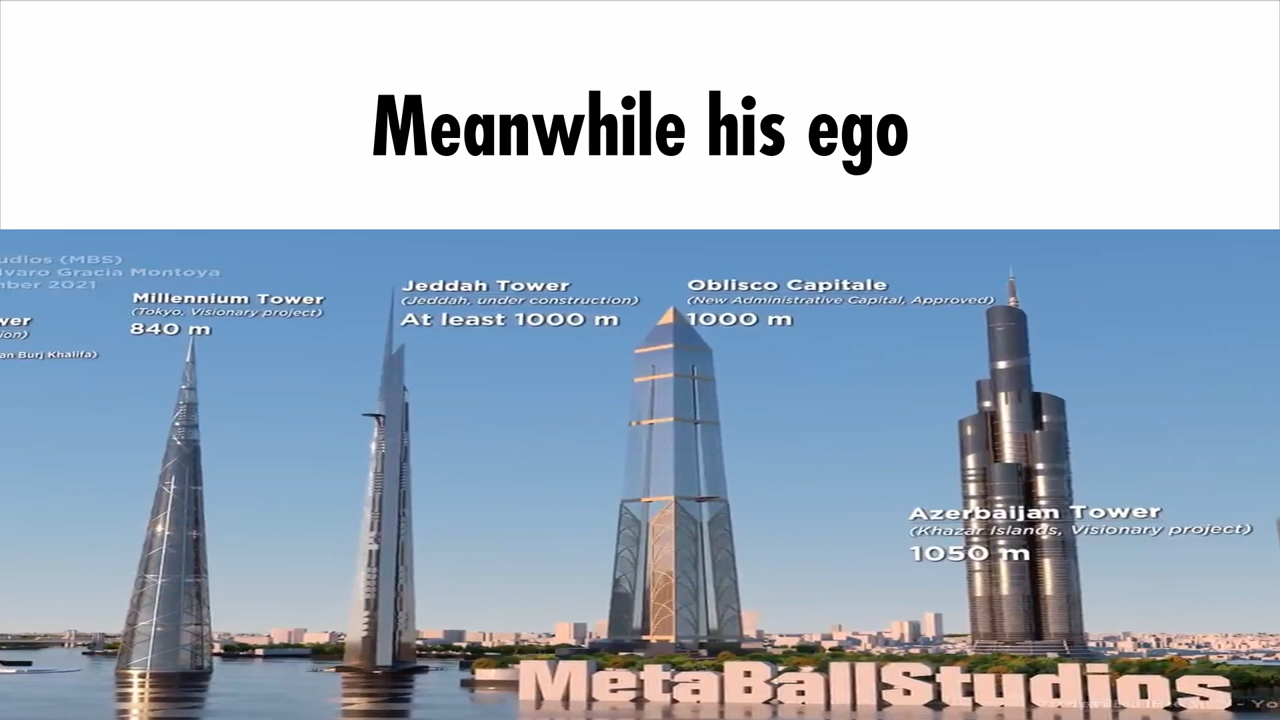 Meanwhile his ego
udios (MBS)
lvaro Gracia Montoya
nber 2021
wer
ion)
an Burj Khalifa)
Millennium Tower
(Tokyo, Visionary project)
840 m
Jeddah Tower
(Jeddah, under construction)
At least 1000 m
Oblisco Capitale
(New Administrative Capital, Approved)
1000 m
Azerbaijan Tower
(Khazar Islands, Visionary project)
1050 m
MetaBallStudios